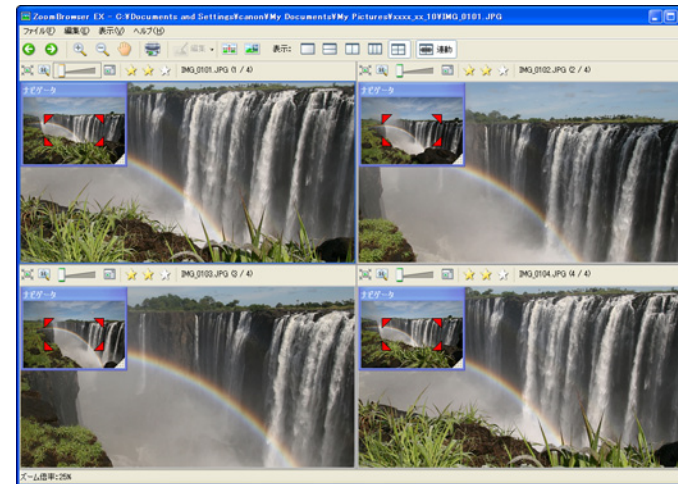 ZoomBrowser EX - C:¥Documents and Settings¥canon¥My Documents¥My Pictures¥xxxx_xx_10¥IMG_0101.JPG
ファイル(F) 編集(E) 表示(V) ヘルプ(H)
編集 表示: 連動
IMG_0101.JPG (1 / 4) IMG_0102.JPG (2 / 4)
ナビゲータ ナビゲータ
IMG_0103.JPG (3 / 4) IMG_0104.JPG (4 / 4)
ナビゲータ ナビゲータ
ズーム倍率:25%